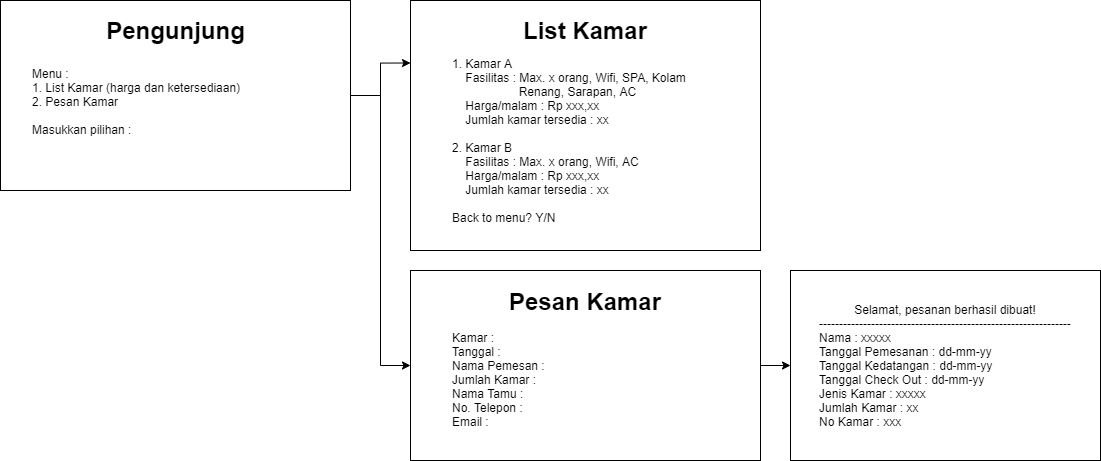 Pengunjung
Menu :
1. List Kamar (harga dan ketersediaan)
2. Pesan Kamar
Masukkan pilihan :
List Kamar
1. Kamar A
Fasilitas : Max. x orang, Wifi, SPA, Kolam
Renang, Sarapan, AC
Harga/malam : Rp xxx,xx
Jumlah kamar tersedia : xx
2. Kamar B
Fasilitas : Max. x orang, Wifi, AC
Harga/malam : Rp xxx,xx
Jumlah kamar tersedia : xx
Back to menu? Y/N
Pesan Kamar
Kamar :
Tanggal :
Nama Pemesan :
Jumlah Kamar :
Nama Tamu :
No. Telepon :
Email :
Selamat, pesanan berhasil dibuat!
---------------------------------------------------------------
Nama : xxxxx
Tanggal Pemesanan : dd-mm-yy
Tanggal Kedatangan : dd-mm-yy
Tanggal Check Out : dd-mm-yy
Jenis Kamar : xxxxx
Jumlah Kamar : xx
No Kamar : xxx